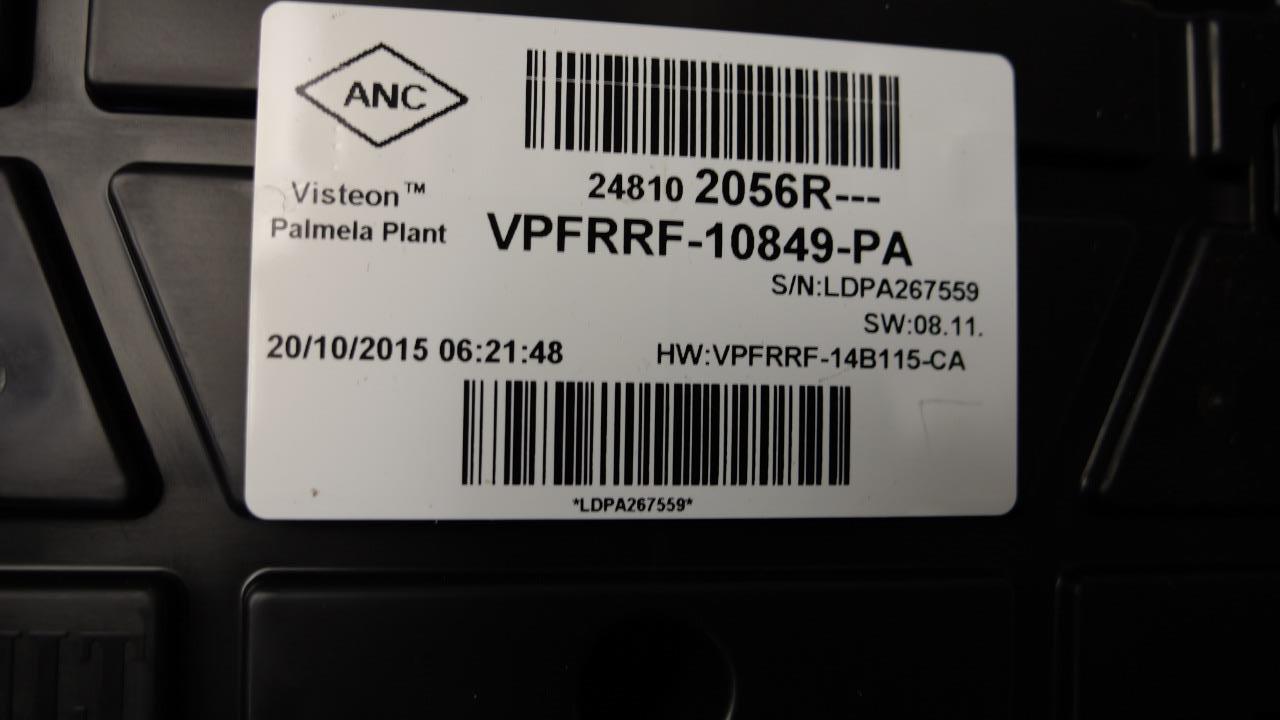 ANC
24810 2056R---
Visteon™
Palmela Plant
VPFRRF-10849-PA
S/N:LDPA267559
SW:08.11.
20/10/2015 06:21:48
HW:VPFRRF-14B115-CA
*LDPA267559*